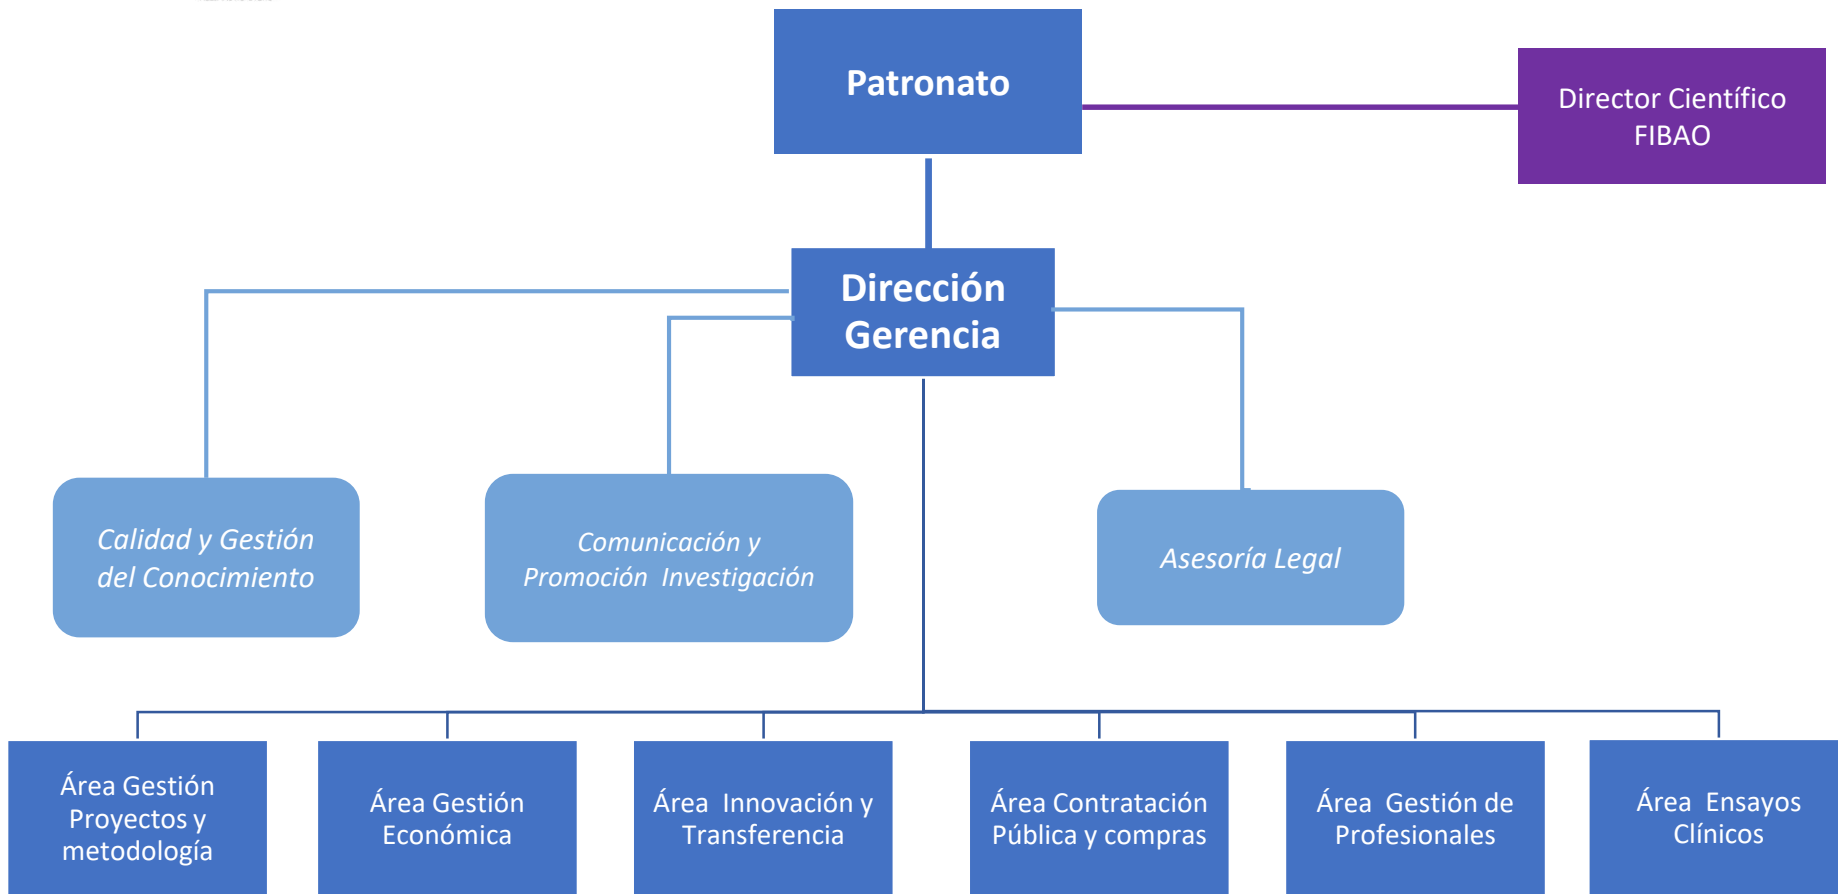 Patronato
Director Científico
FIBAO
Dirección
Gerencia
Calidad y Gestión
del Conocimiento
Comunicación y
Promoción Investigación
Asesoría Legal
Área Gestión
Proyectos y
metodología
Área Gestión
Económica
Área Innovación y
Transferencia
Área Contratación
Pública y compras
Área Gestión de
Profesionales
Área Ensayos
Clínicos